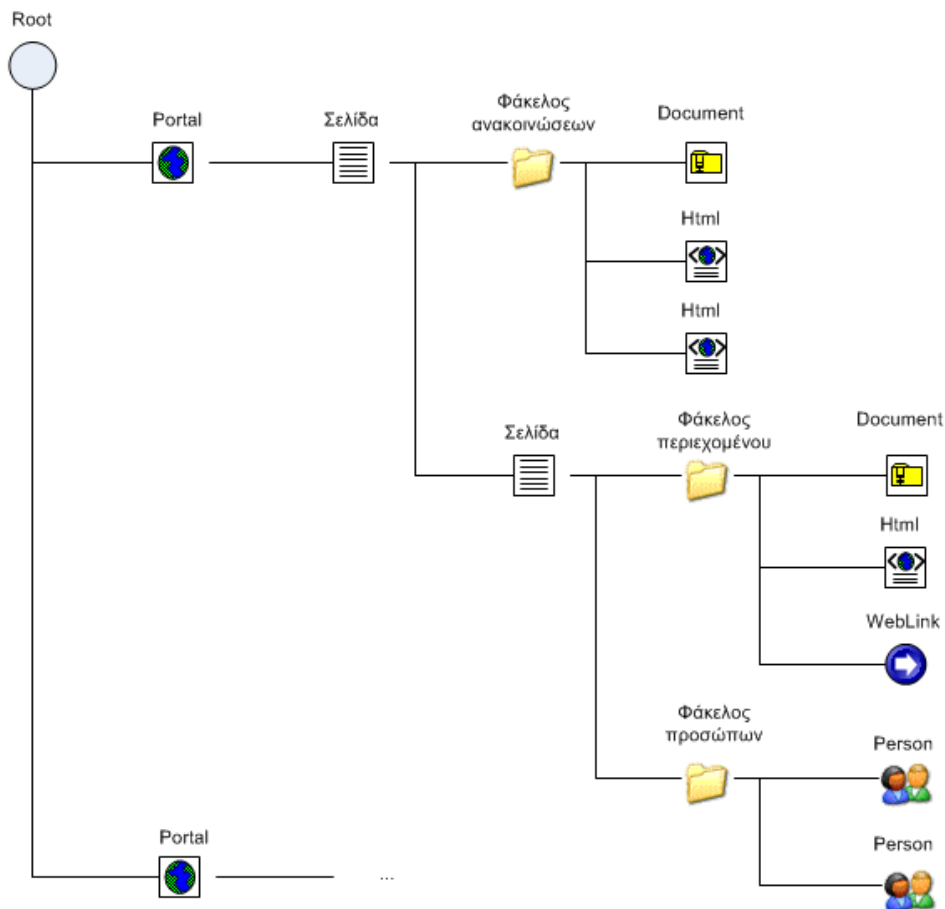 Root
Portal
Σελίδα
Φάκελος
ανακοινώσεων
Document
Html
Html
Σελίδα
Φάκελος
περιεχομένου
Document
Html
WebLink
Φάκελος
προσώπων
Person
Person
Portal
...